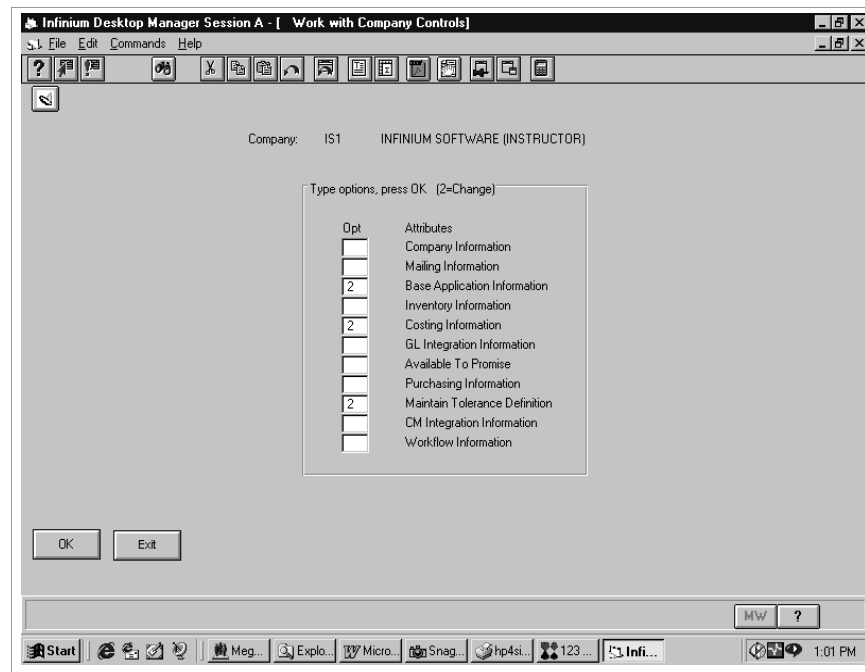 Infinium Desktop Manager Session A - [ Work with Company Controls]
File Edit Commands Help
Company: IS1 INFINIUM SOFTWARE (INSTRUCTOR)
Type options, press OK (2=Change)
Opt Attributes
Company Information
Mailing Information
2 Base Application Information
Inventory Information
2 Costing Information
GL Integration Information
Available To Promise
Purchasing Information
2 Maintain Tolerance Definition
CM Integration Information
Workflow Information
OK Exit
MW ?
Start Meg... Explo... Micro... Snag... hp4si... 123 ... Infi... 1:01 PM